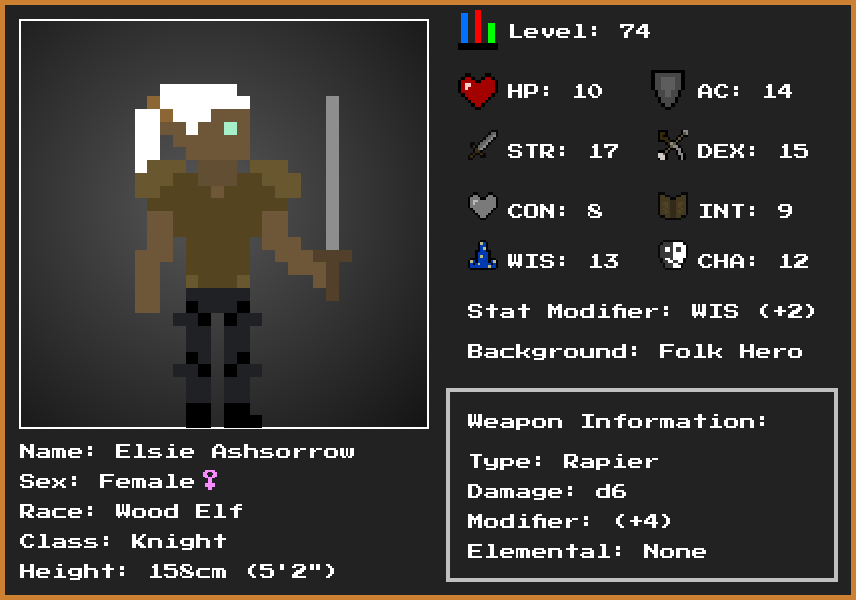 Level: 74
HP: 10
AC: 14
STR: 17
DEX: 15
CON: 8
INT: 9
WIS: 13
CHA: 12
Stat Modifier: WIS (+2)
Background: Folk Hero
Name: Elsie Ashsorrow
Sex: Female♀
Race: Wood Elf
Class: Knight
Height: 158cm (5'2")
Weapon Information:
Type: Rapier
Damage: d6
Modifier: (+4)
Elemental: None